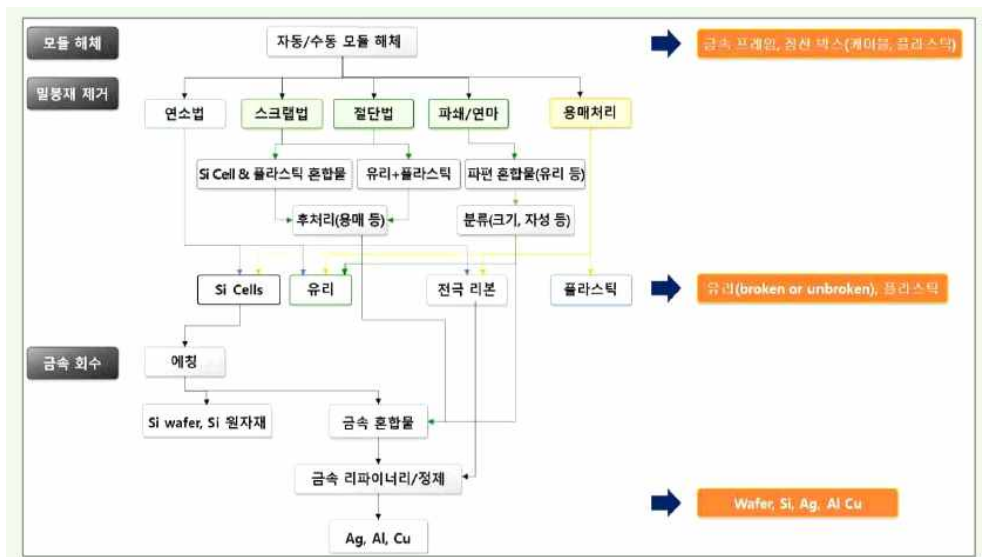 모듈 해체
자동/수동 모듈 해체
금속 프레임, 정션 박스(케이블, 플라스틱)
밀봉재 제거
연소법
스크랩법
절단법
파쇄/연마
용매처리
Si Cell & 플라스틱 혼합물
유리+플라스틱
파편 혼합물(유리 등)
후처리(용매 등)
분류(크기, 자성 등)
Si Cells
유리
전극 리본
플라스틱
유리(broken or unbroken), 플라스틱
금속 회수
에칭
Si wafer, Si 원자재
금속 혼합물
금속 리파이너리/정제
Wafer, Si, Ag, Al Cu
Ag, Al, Cu